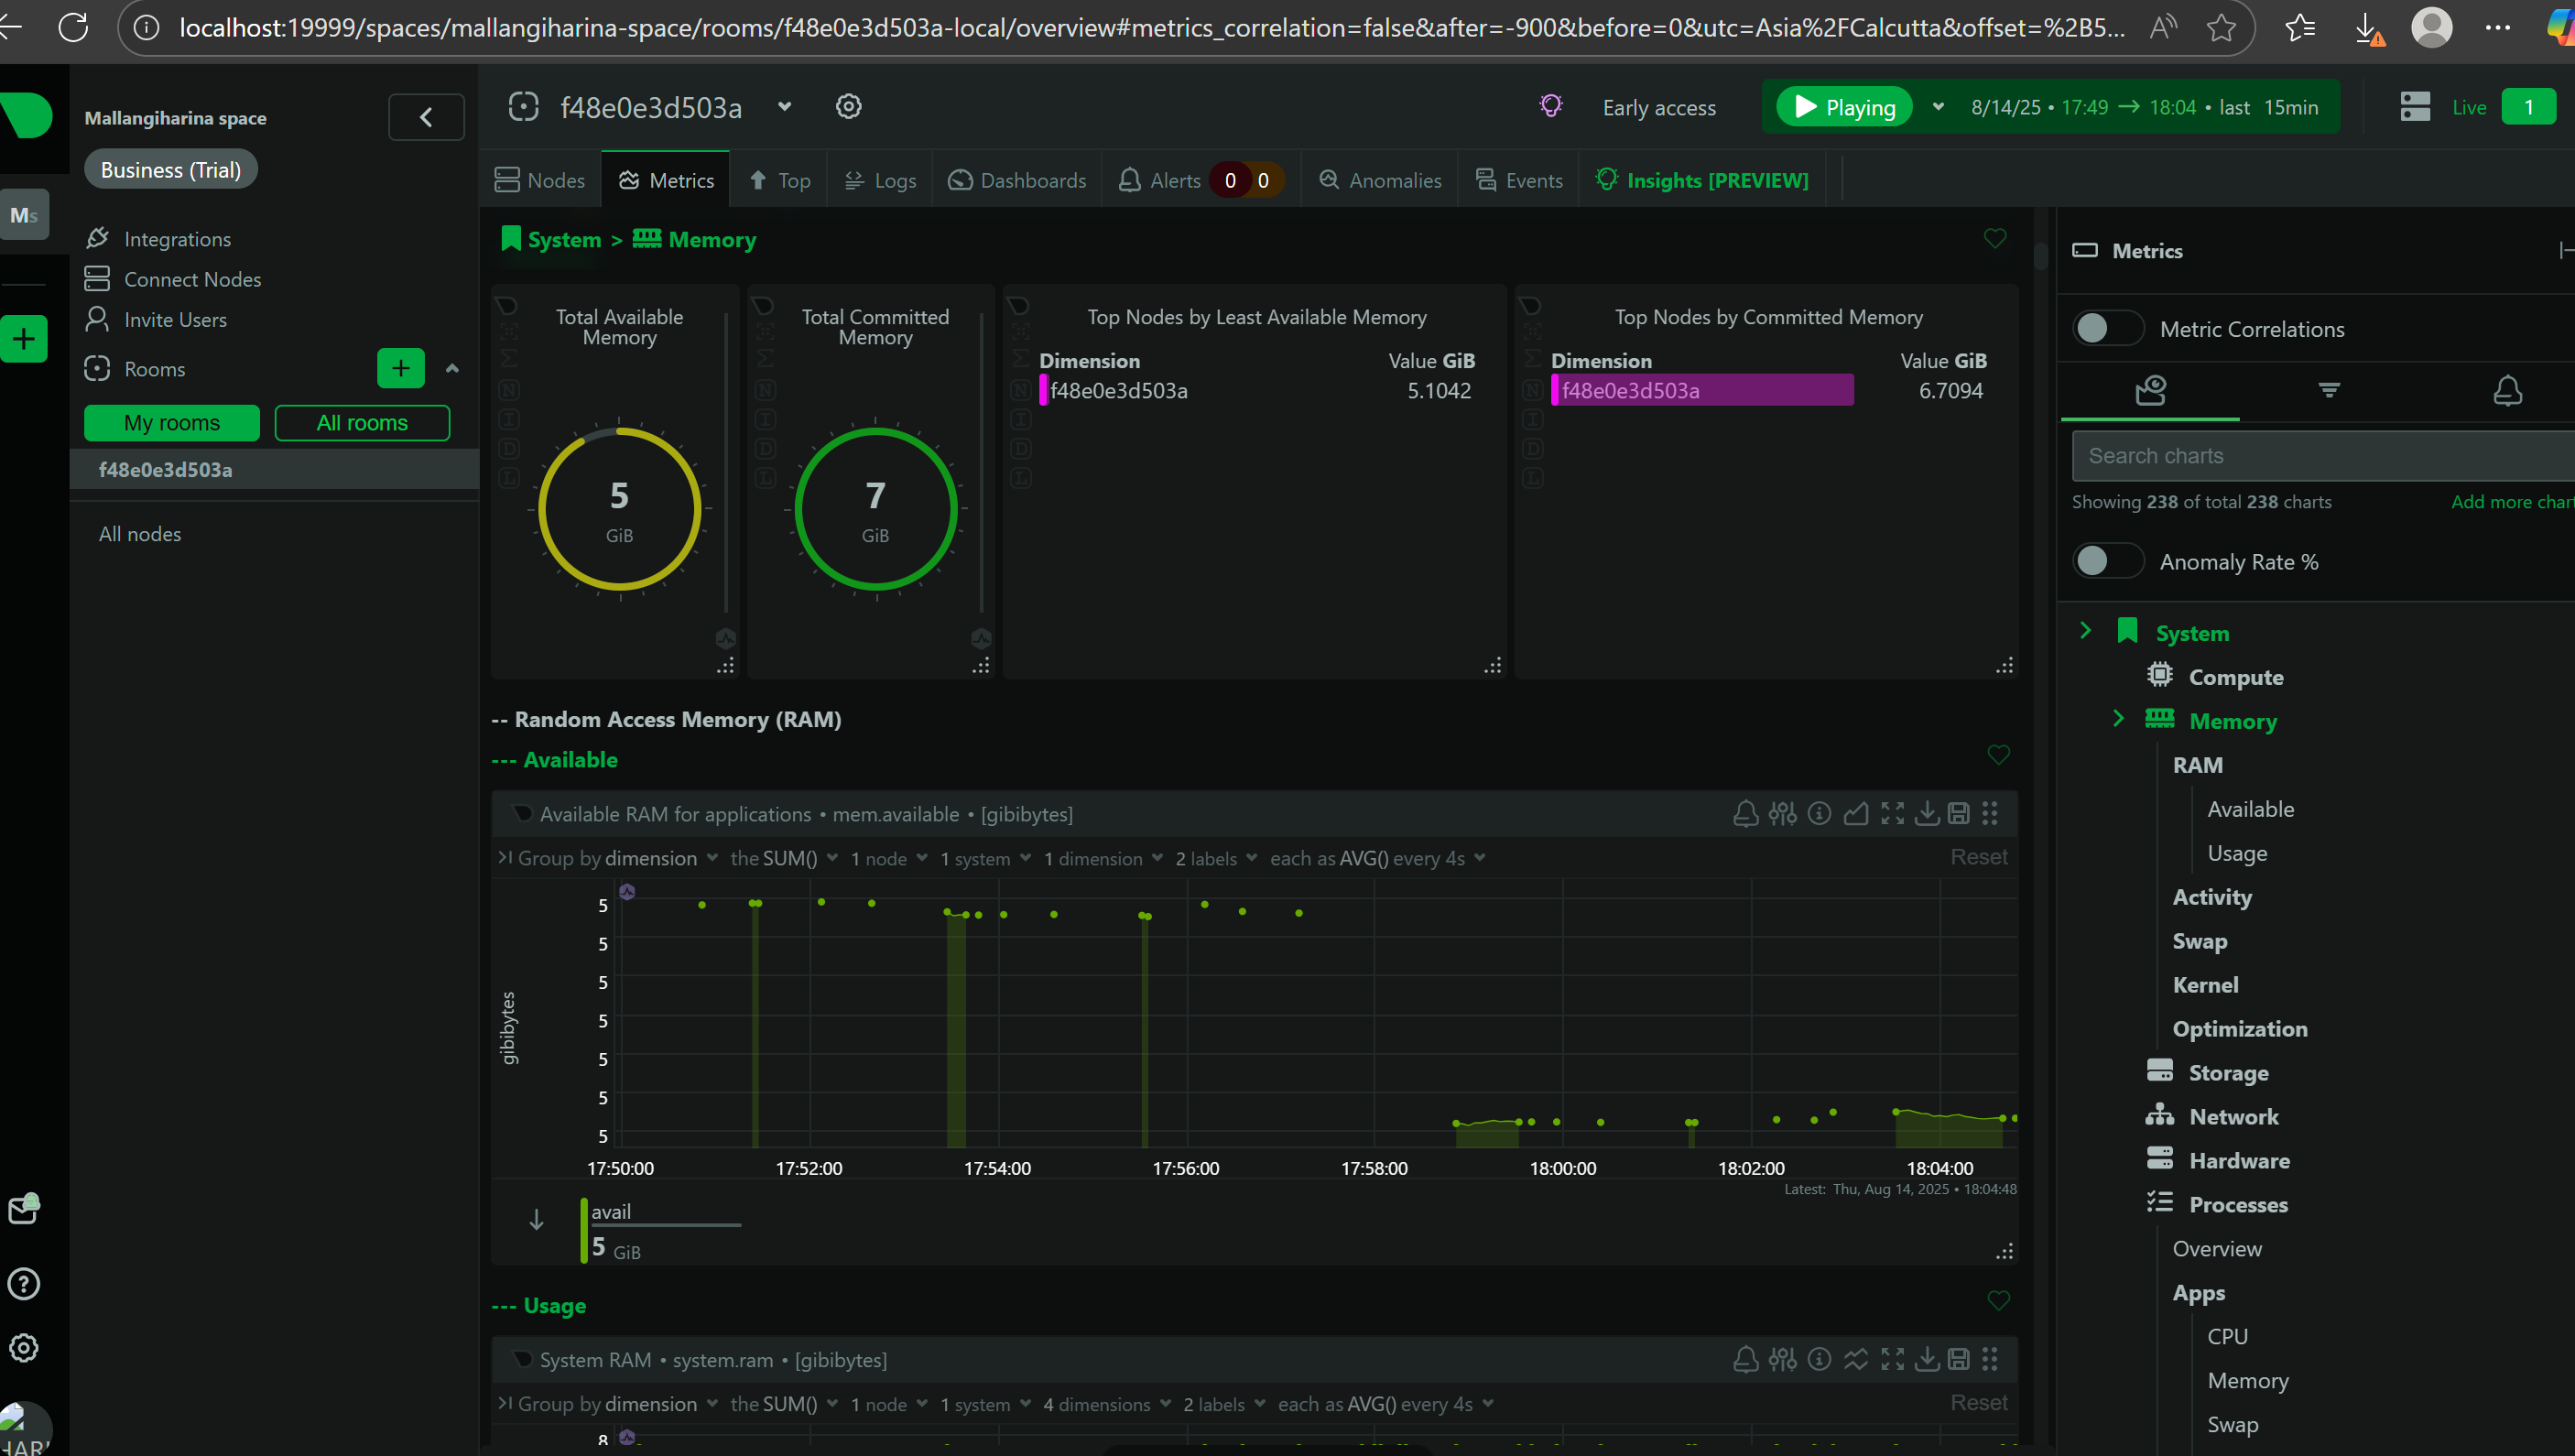 localhost:19999/spaces/mallangiharina-space/rooms/f48e0e3d503a-local/overview#metrics_correlation=false&after=-900&before=0&utc=Asia%2FCalcutta&offset=%2B5...
Mallangiharina space
Business (Trial)
Ms
Integrations
Connect Nodes
Invite Users
Rooms
My rooms
All rooms
f48e0e3d503a
All nodes
f48e0e3d503a
Early access
Playing
8/14/25 • 17:49 → 18:04 • last 15min
Live 1
Nodes
Metrics
Top
Logs
Dashboards
Alerts 0 0
Anomalies
Events
Insights [PREVIEW]
System > Memory
Total Available
Memory
5
GiB
Total Committed
Memory
7
GiB
Top Nodes by Least Available Memory
Dimension Value GiB
f48e0e3d503a 5.1042
Top Nodes by Committed Memory
Dimension Value GiB
f48e0e3d503a 6.7094
N
I
D
L
N
I
D
L
N
I
D
L
N
I
D
L
-- Random Access Memory (RAM)
--- Available
Available RAM for applications • mem.available • [gibibytes]
Group by dimension the SUM() 1 node 1 system 1 dimension 2 labels each as AVG() every 4s Reset
gibibytes
5
5
5
5
5
5
5
17:50:00 17:52:00 17:54:00 17:56:00 17:58:00 18:00:00 18:02:00 18:04:00
Latest: Thu, Aug 14, 2025 • 18:04:48
avail
5 GiB
--- Usage
System RAM • system.ram • [gibibytes]
Group by dimension the SUM() 1 node 1 system 4 dimensions 2 labels each as AVG() every 4s Reset
8
Metrics
Metric Correlations
Search charts
Showing 238 of total 238 charts
Add more char
Anomaly Rate %
System
Compute
Memory
RAM
Available
Usage
Activity
Swap
Kernel
Optimization
Storage
Network
Hardware
Processes
Overview
Apps
CPU
Memory
Swap